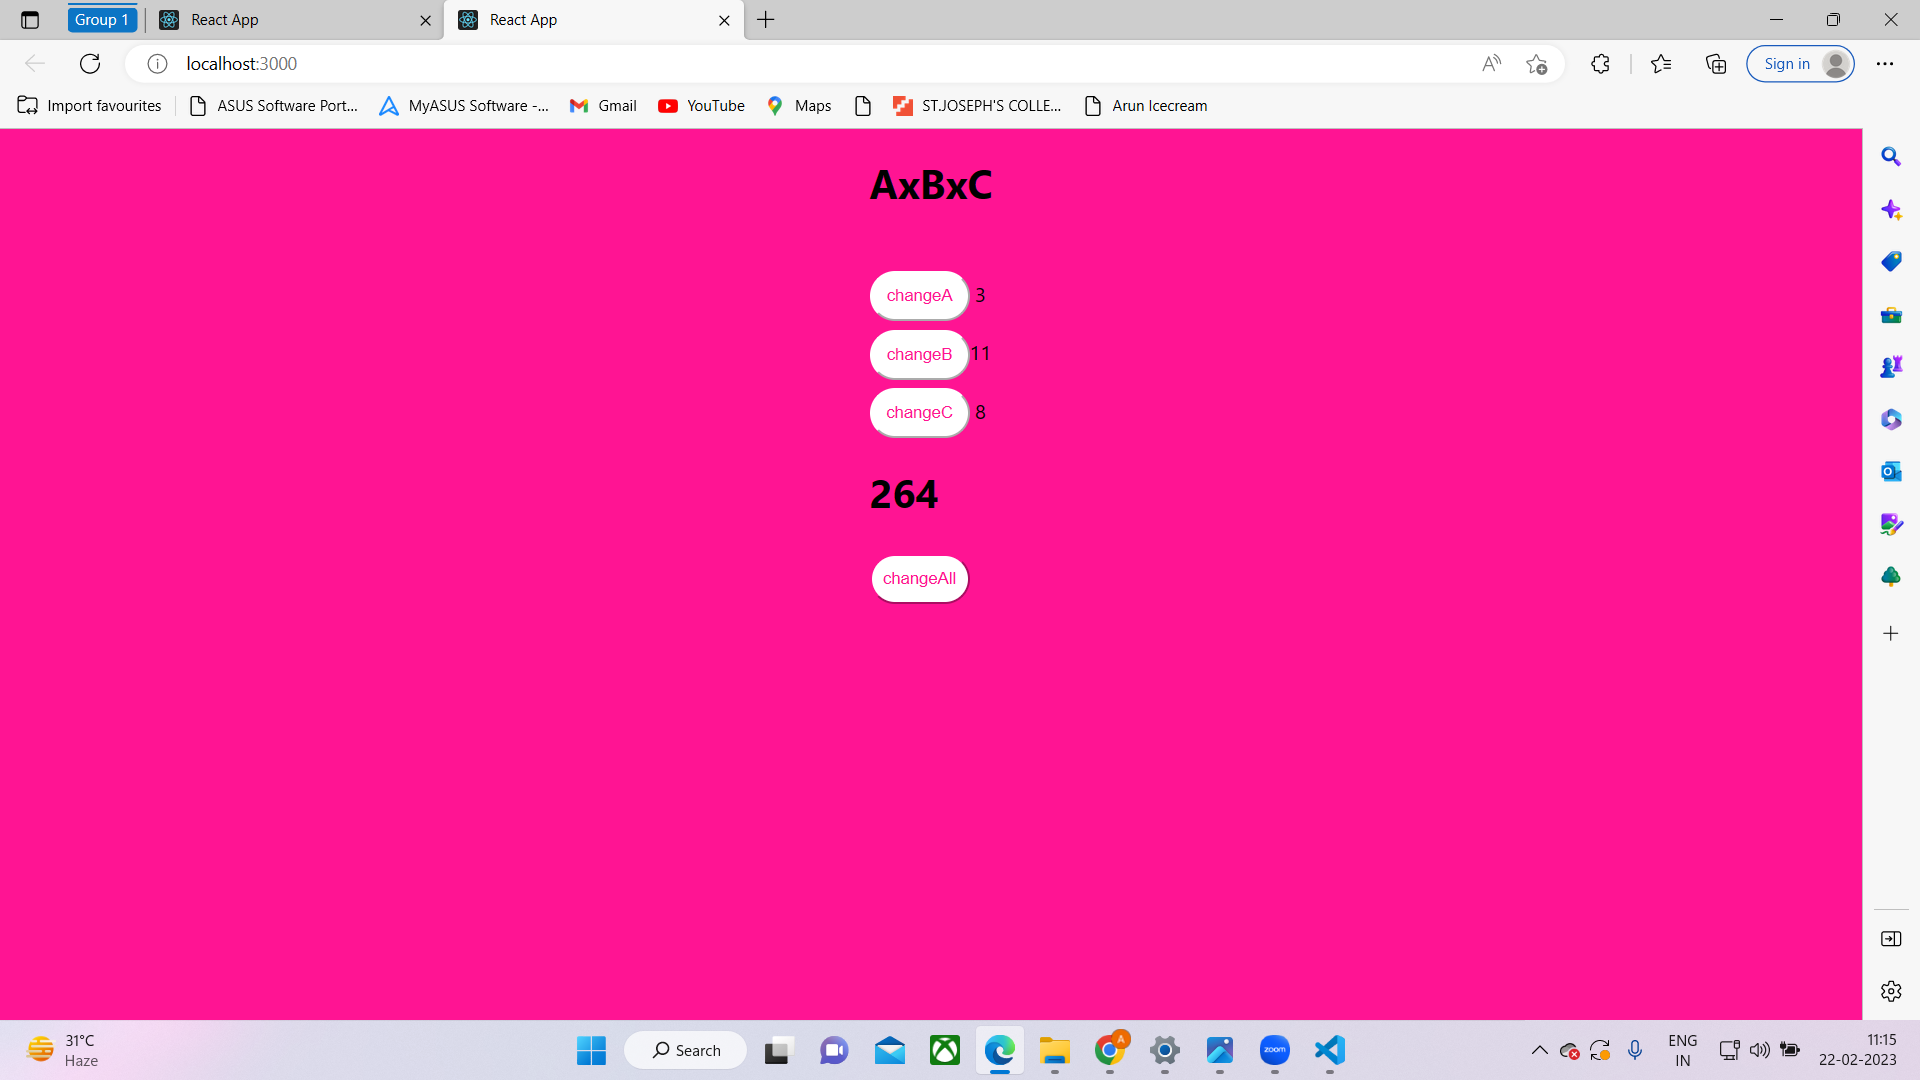 Group 1
React App
React App
localhost:3000
Sign in
Import favourites
ASUS Software Port...
MyASUS Software -...
Gmail
YouTube
Maps
ST.JOSEPH'S COLLE...
Arun Icecream
AxBxC
changeA 3
changeB 11
changeC 8
264
changeAll
31°C
Haze
Search
A
zoom
ENG
IN
11:15
22-02-2023